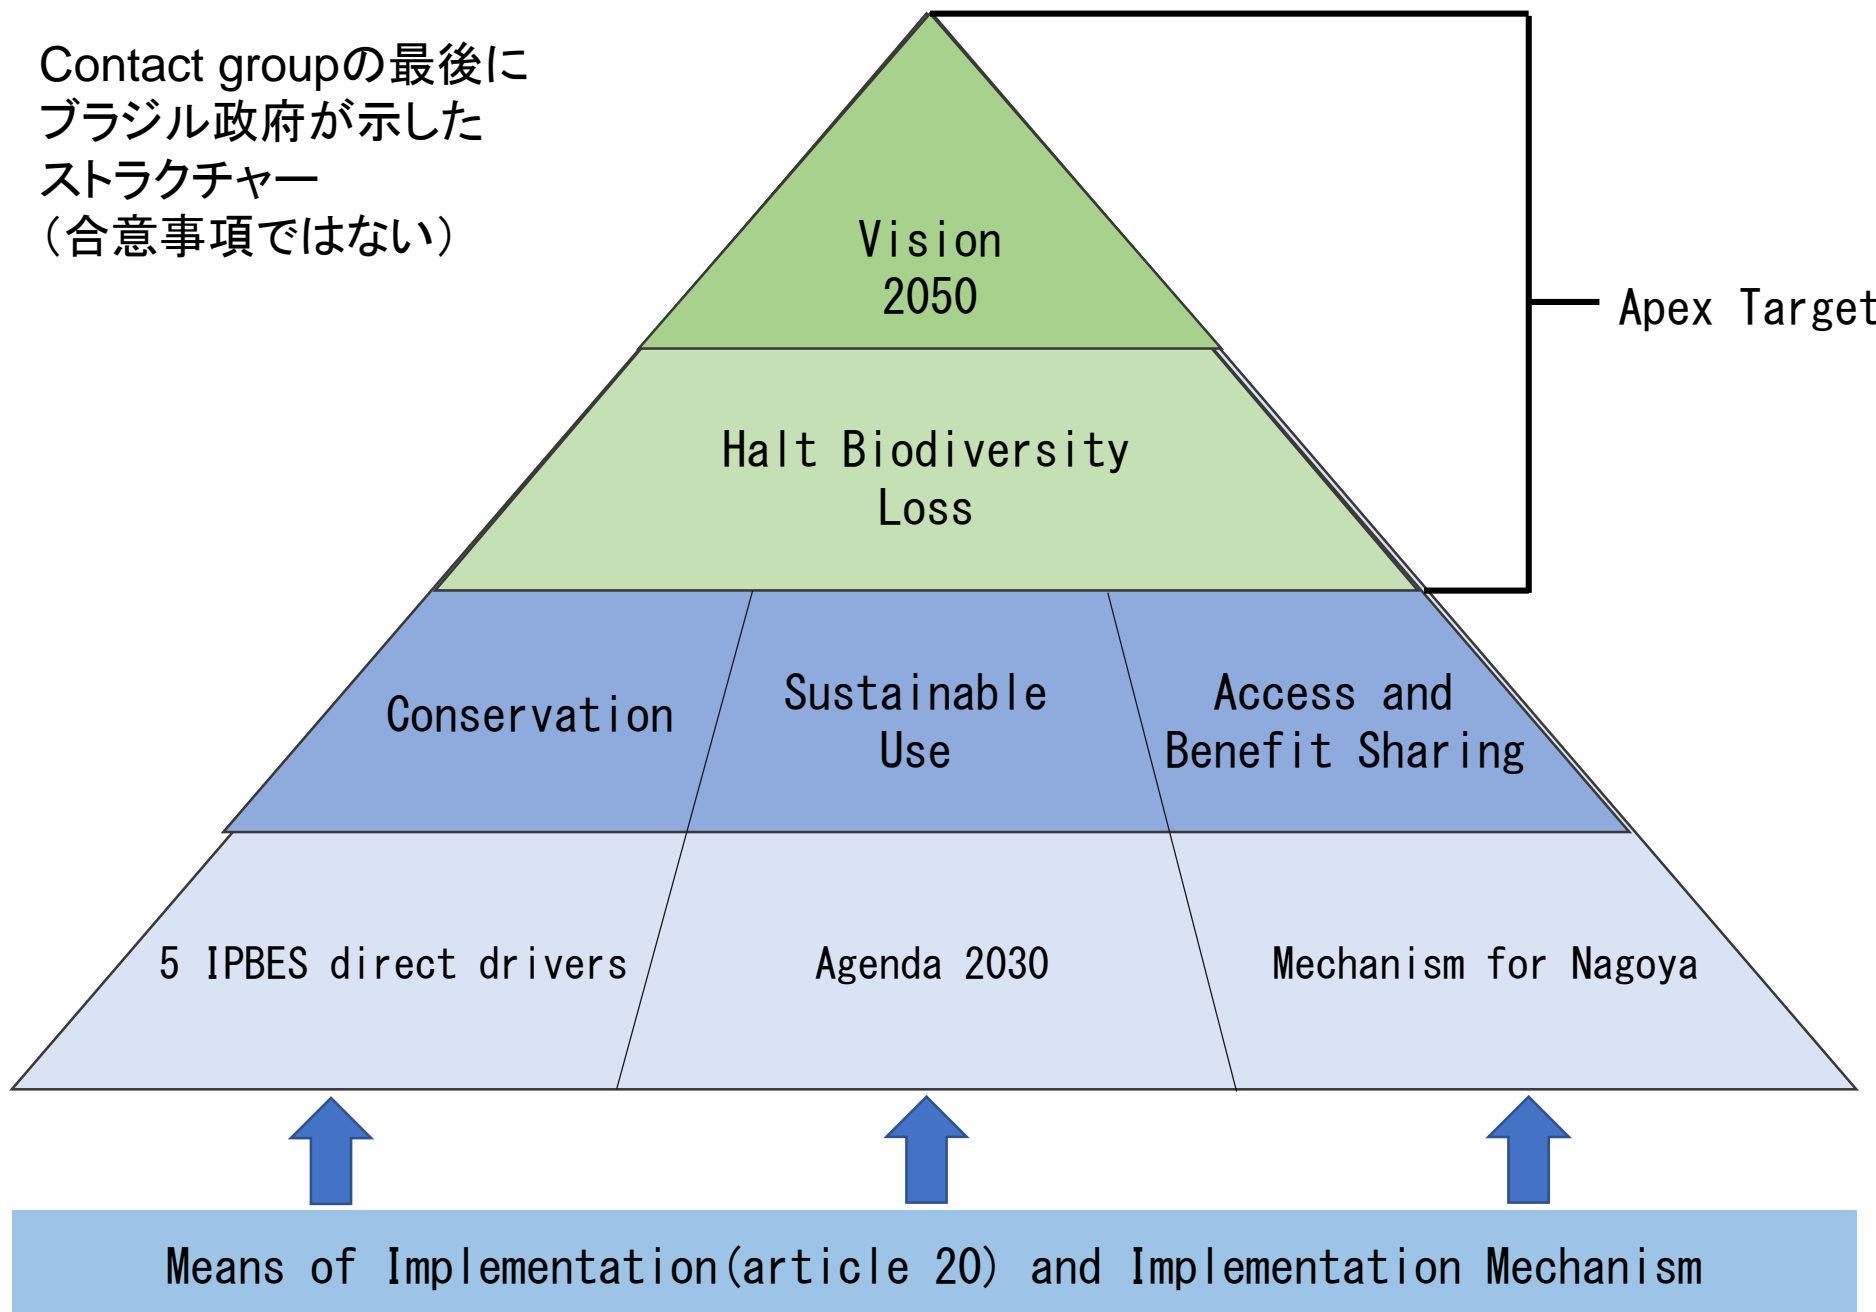 Contact groupの最後に
ブラジル政府が示した
ストラクチャー
（合意事項ではない）
Vision
2050
Apex Target
Halt Biodiversity
Loss
Conservation
Sustainable
Use
Access and
Benefit Sharing
5 IPBES direct drivers
Agenda 2030
Mechanism for Nagoya
Means of Implementation(article 20) and Implementation Mechanism